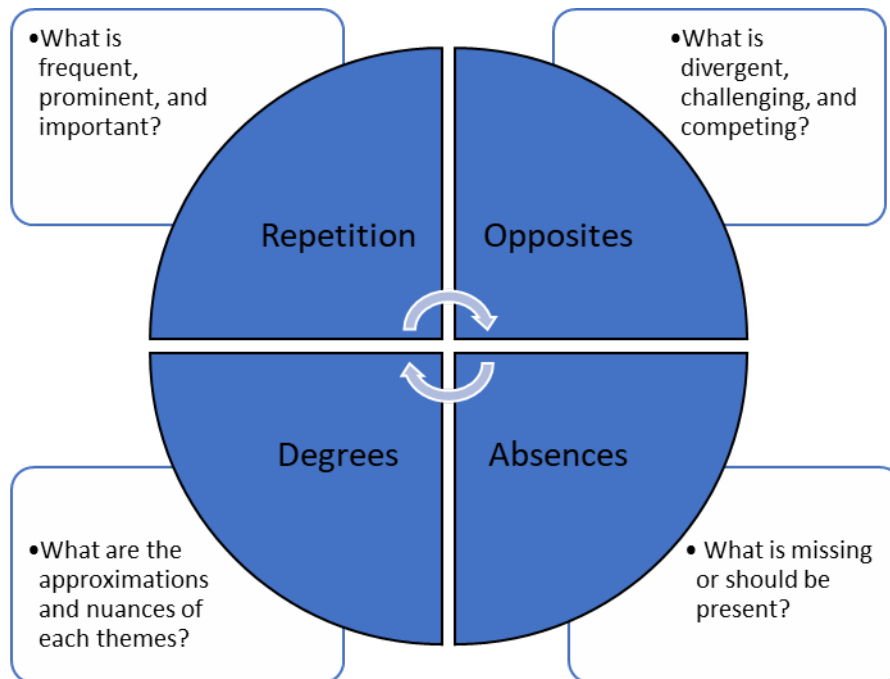 •What is
frequent,
prominent, and
important?
•What is
divergent,
challenging, and
competing?
Repetition
Opposites
Degrees
Absences
•What are the
approximations
and nuances of
each themes?
• What is missing
or should be
present?